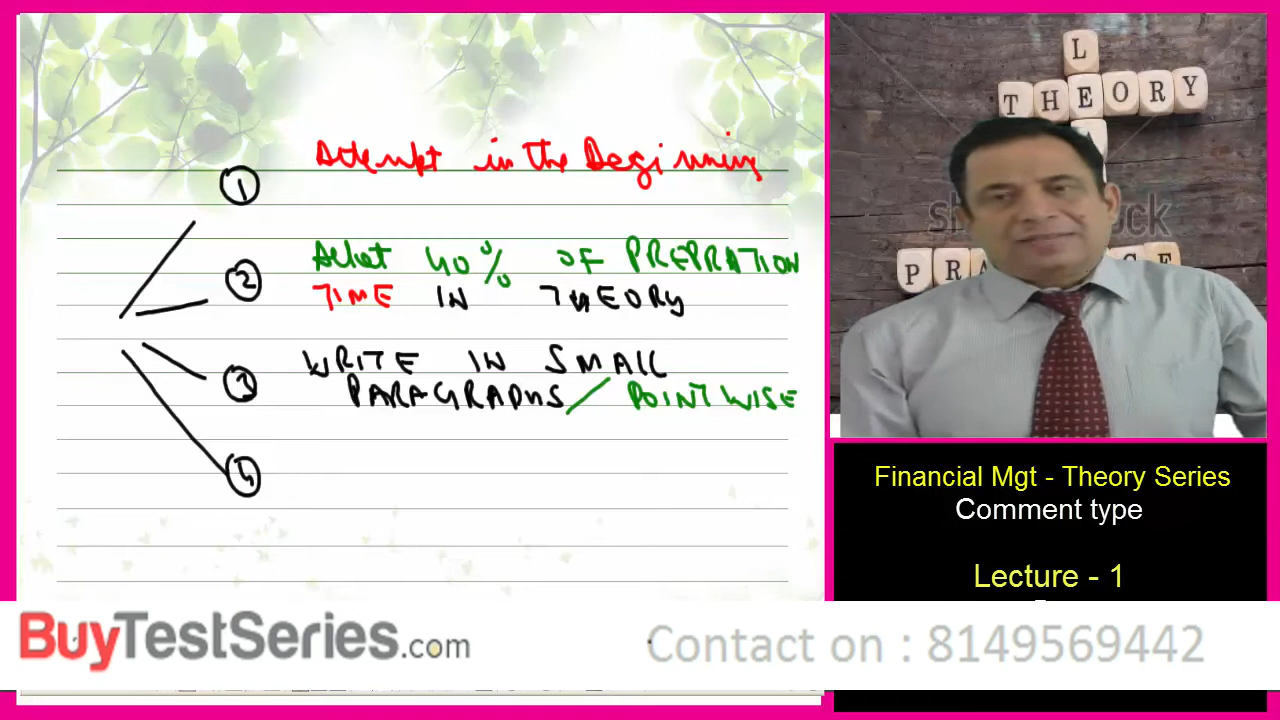 ① Attempt in the Beginning
② Allot 40% OF PREPRATION
TIME IN THEORY
③ WRITE IN SMALL
PARAGRAPHS / POINTWISE
④
L
THEORY
A
PRA CE
Financial Mgt - Theory Series
Comment type
Lecture - 1
BuyTestSeries.com
Contact on : 8149569442